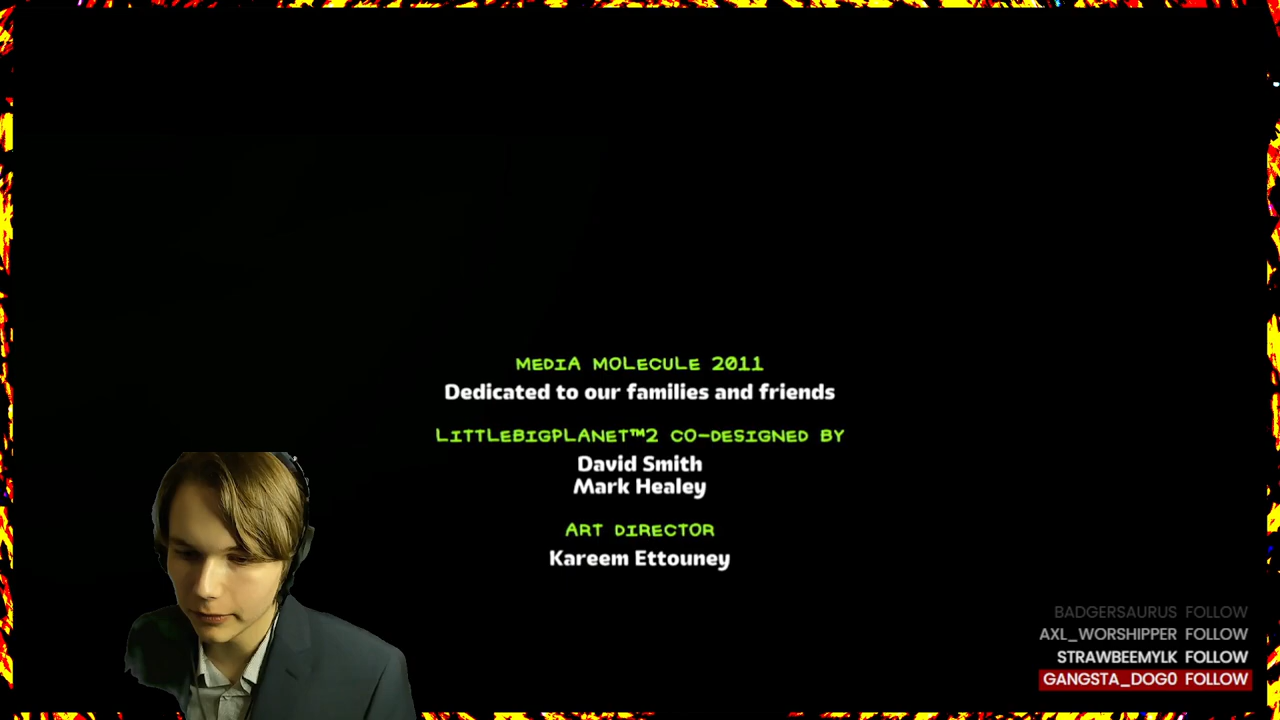 MEDIA MOLECULE 2011
Dedicated to our families and friends
LITTLEBIGPLANET™2 CO-DESIGNED BY
David Smith
Mark Healey
ART DIRECTOR
Kareem Ettouney
BADGERSAURUS FOLLOW
AXL_WORSHIPPER FOLLOW
STRAWBEEMYLK FOLLOW
GANGSTA_DOG0 FOLLOW